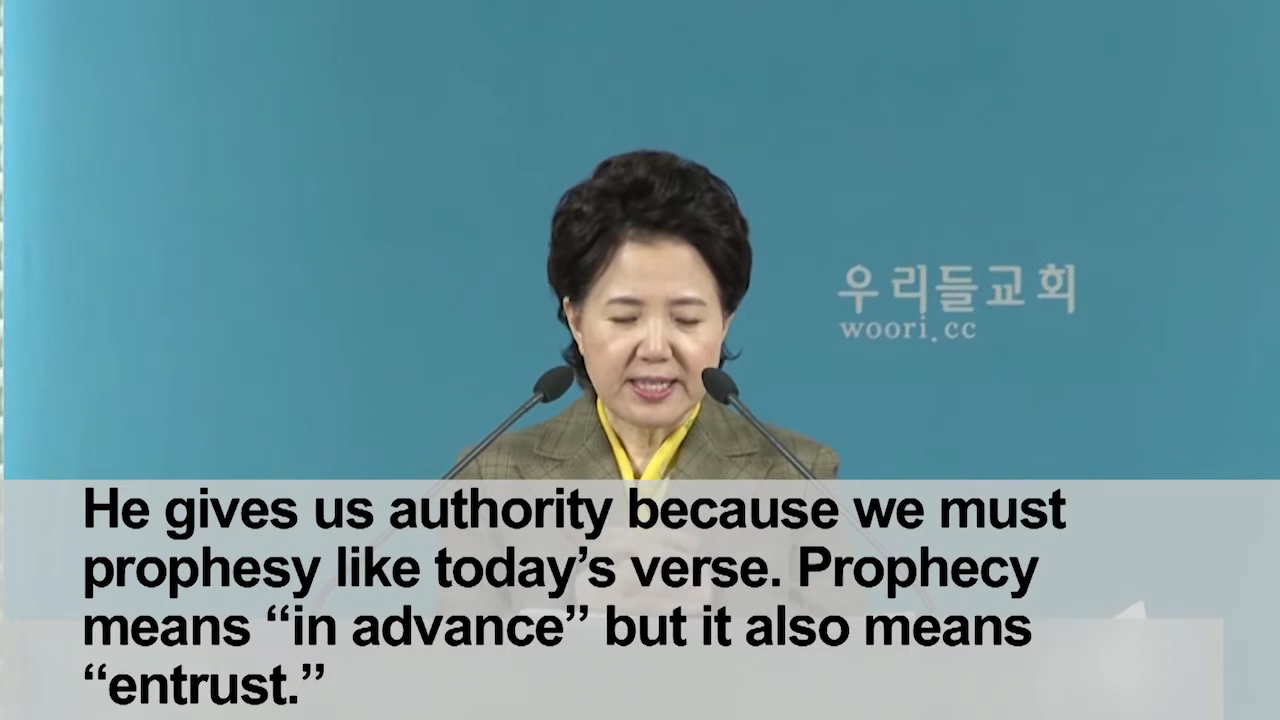 우리들교회
woori.cc
He gives us authority because we must
prophesy like today’s verse. Prophecy
means “in advance” but it also means
“entrust.”